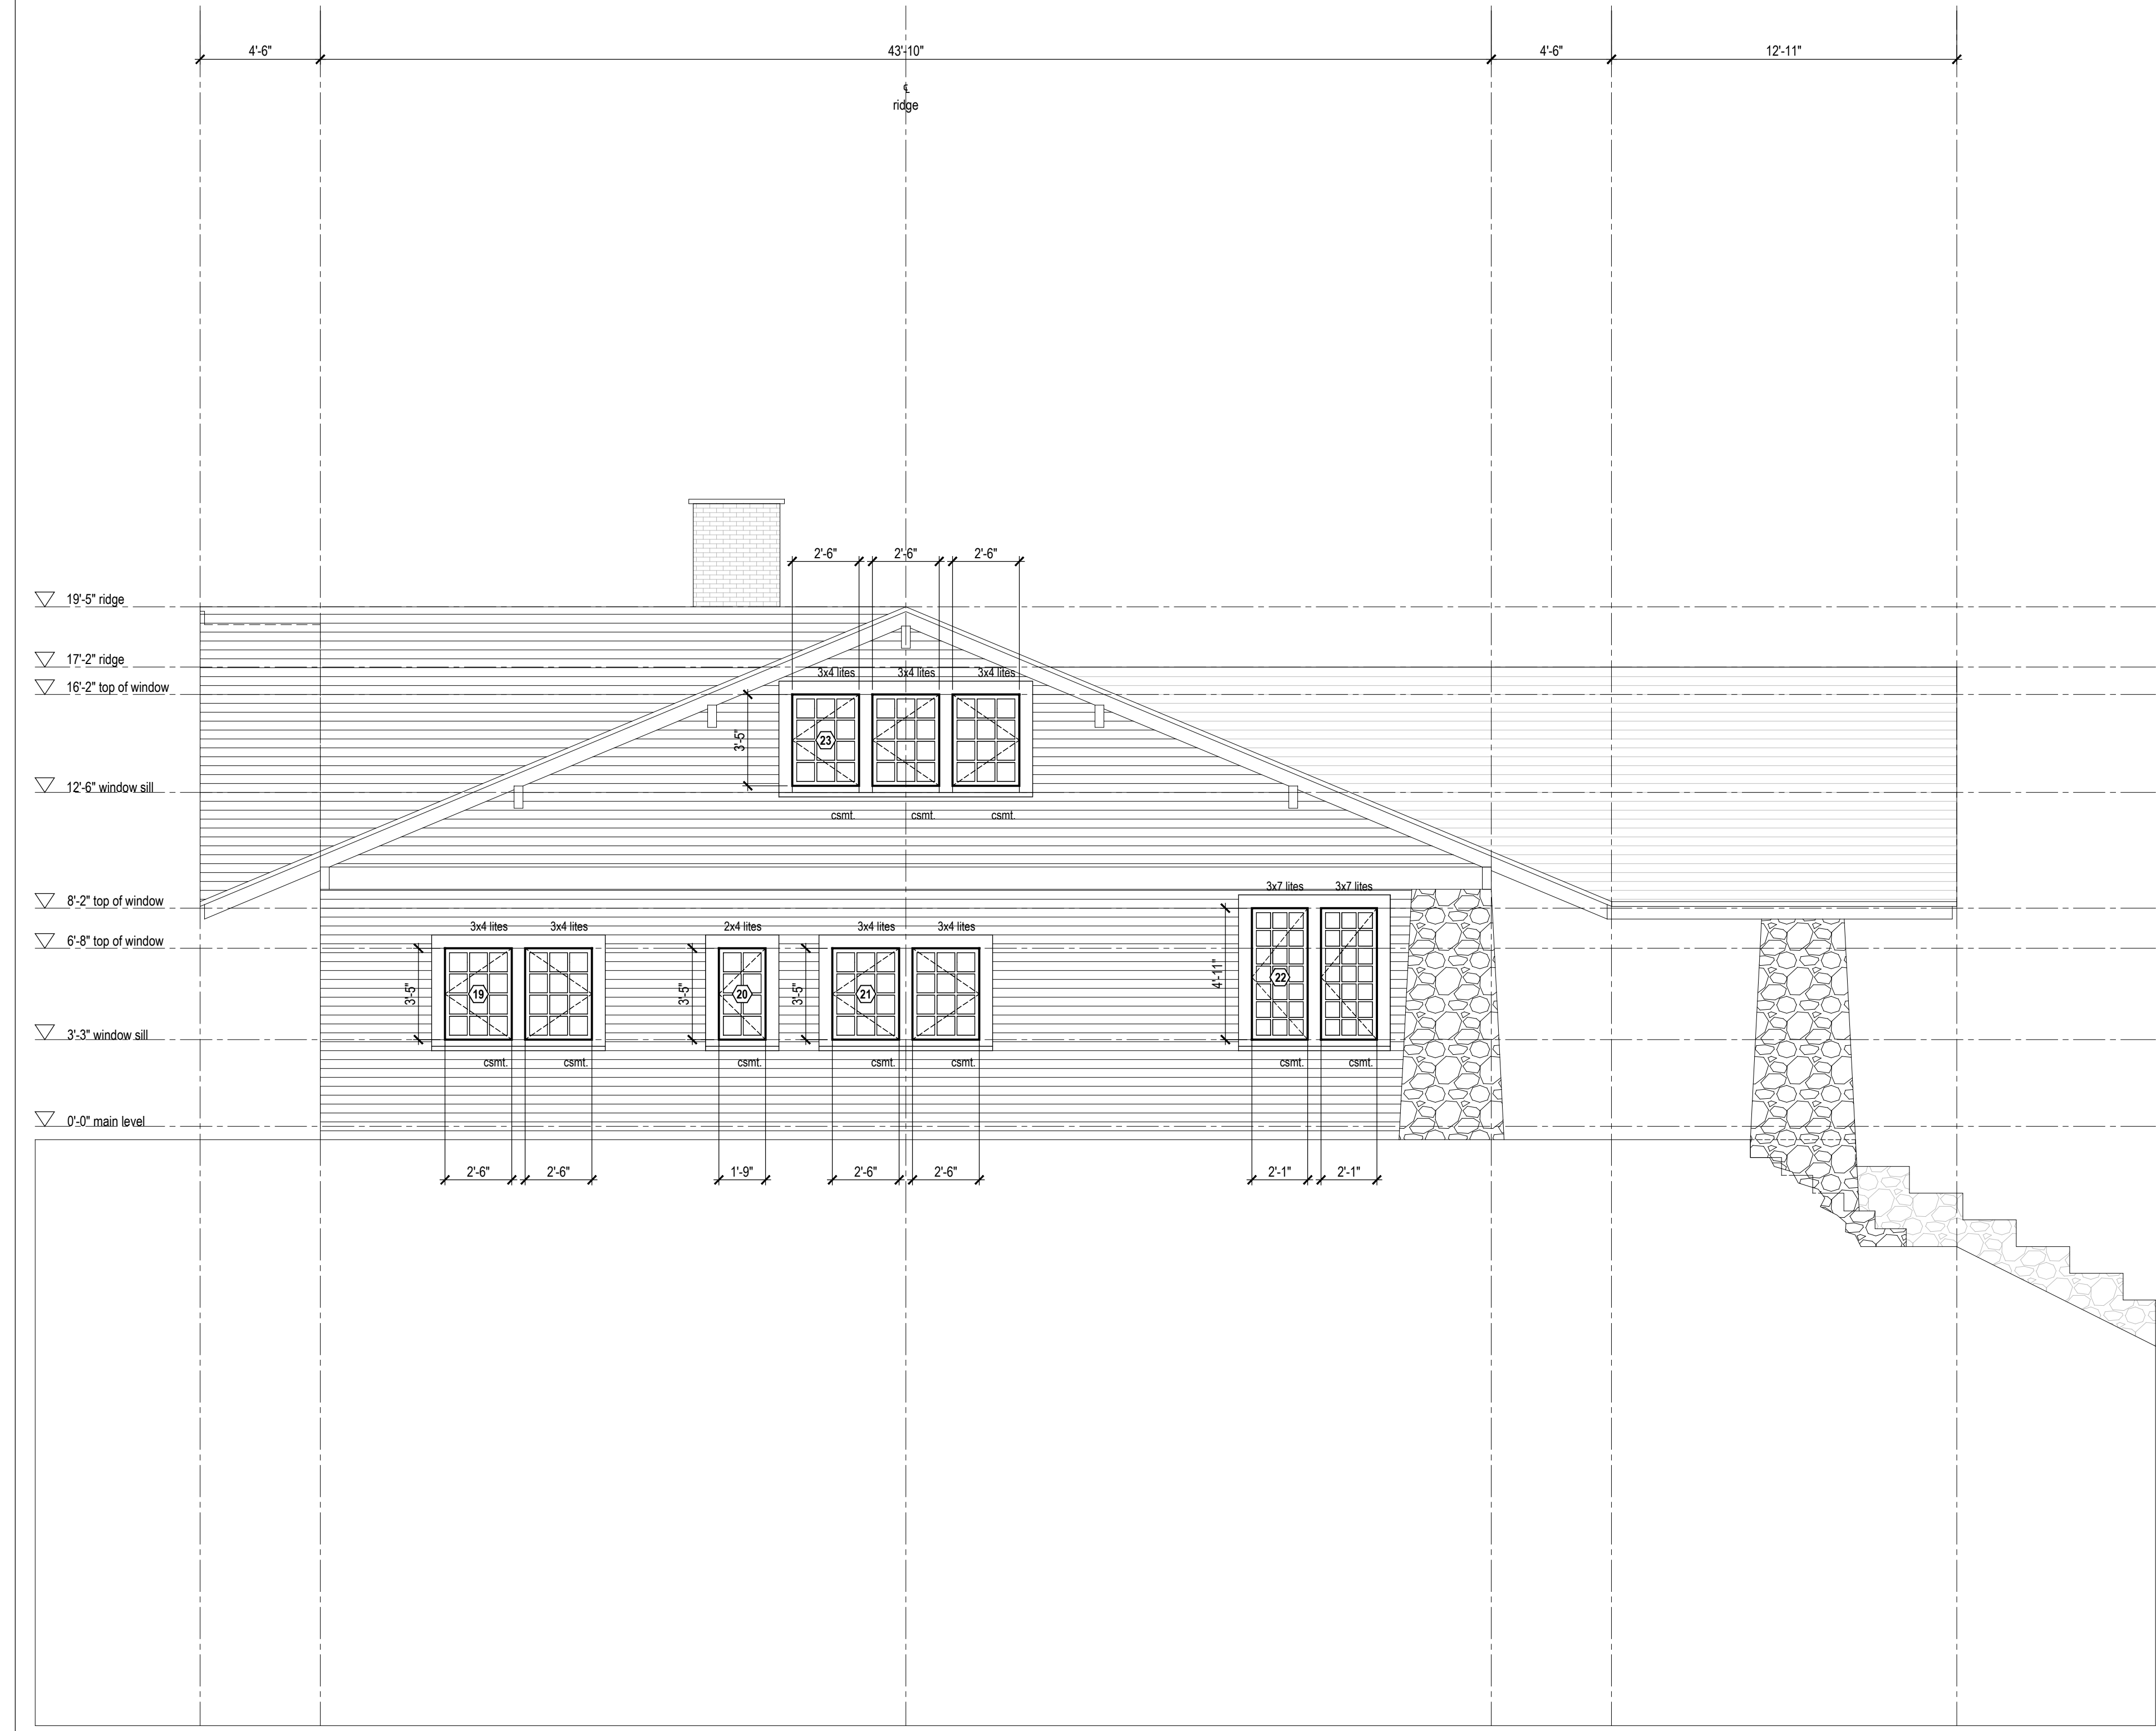 4'-6" 43'-10" 4'-6" 12'-11"
℄
ridge
2'-6" 2'-6" 2'-6"
19'-5" ridge
17'-2" ridge
3x4 lites 3x4 lites 3x4 lites
16'-2" top of window
3'-5" 23
12'-6" window sill
csmt. csmt. csmt.
3x7 lites 3x7 lites
8'-2" top of window
3x4 lites 3x4 lites 2x4 lites 3x4 lites 3x4 lites
6'-8" top of window
4'-11" 22
3'-5" 19 3'-5" 20 3'-5" 21
3'-3" window sill
csmt. csmt. csmt. csmt. csmt. csmt. csmt.
0'-0" main level
2'-6" 2'-6" 1'-9" 2'-6" 2'-6" 2'-1" 2'-1"